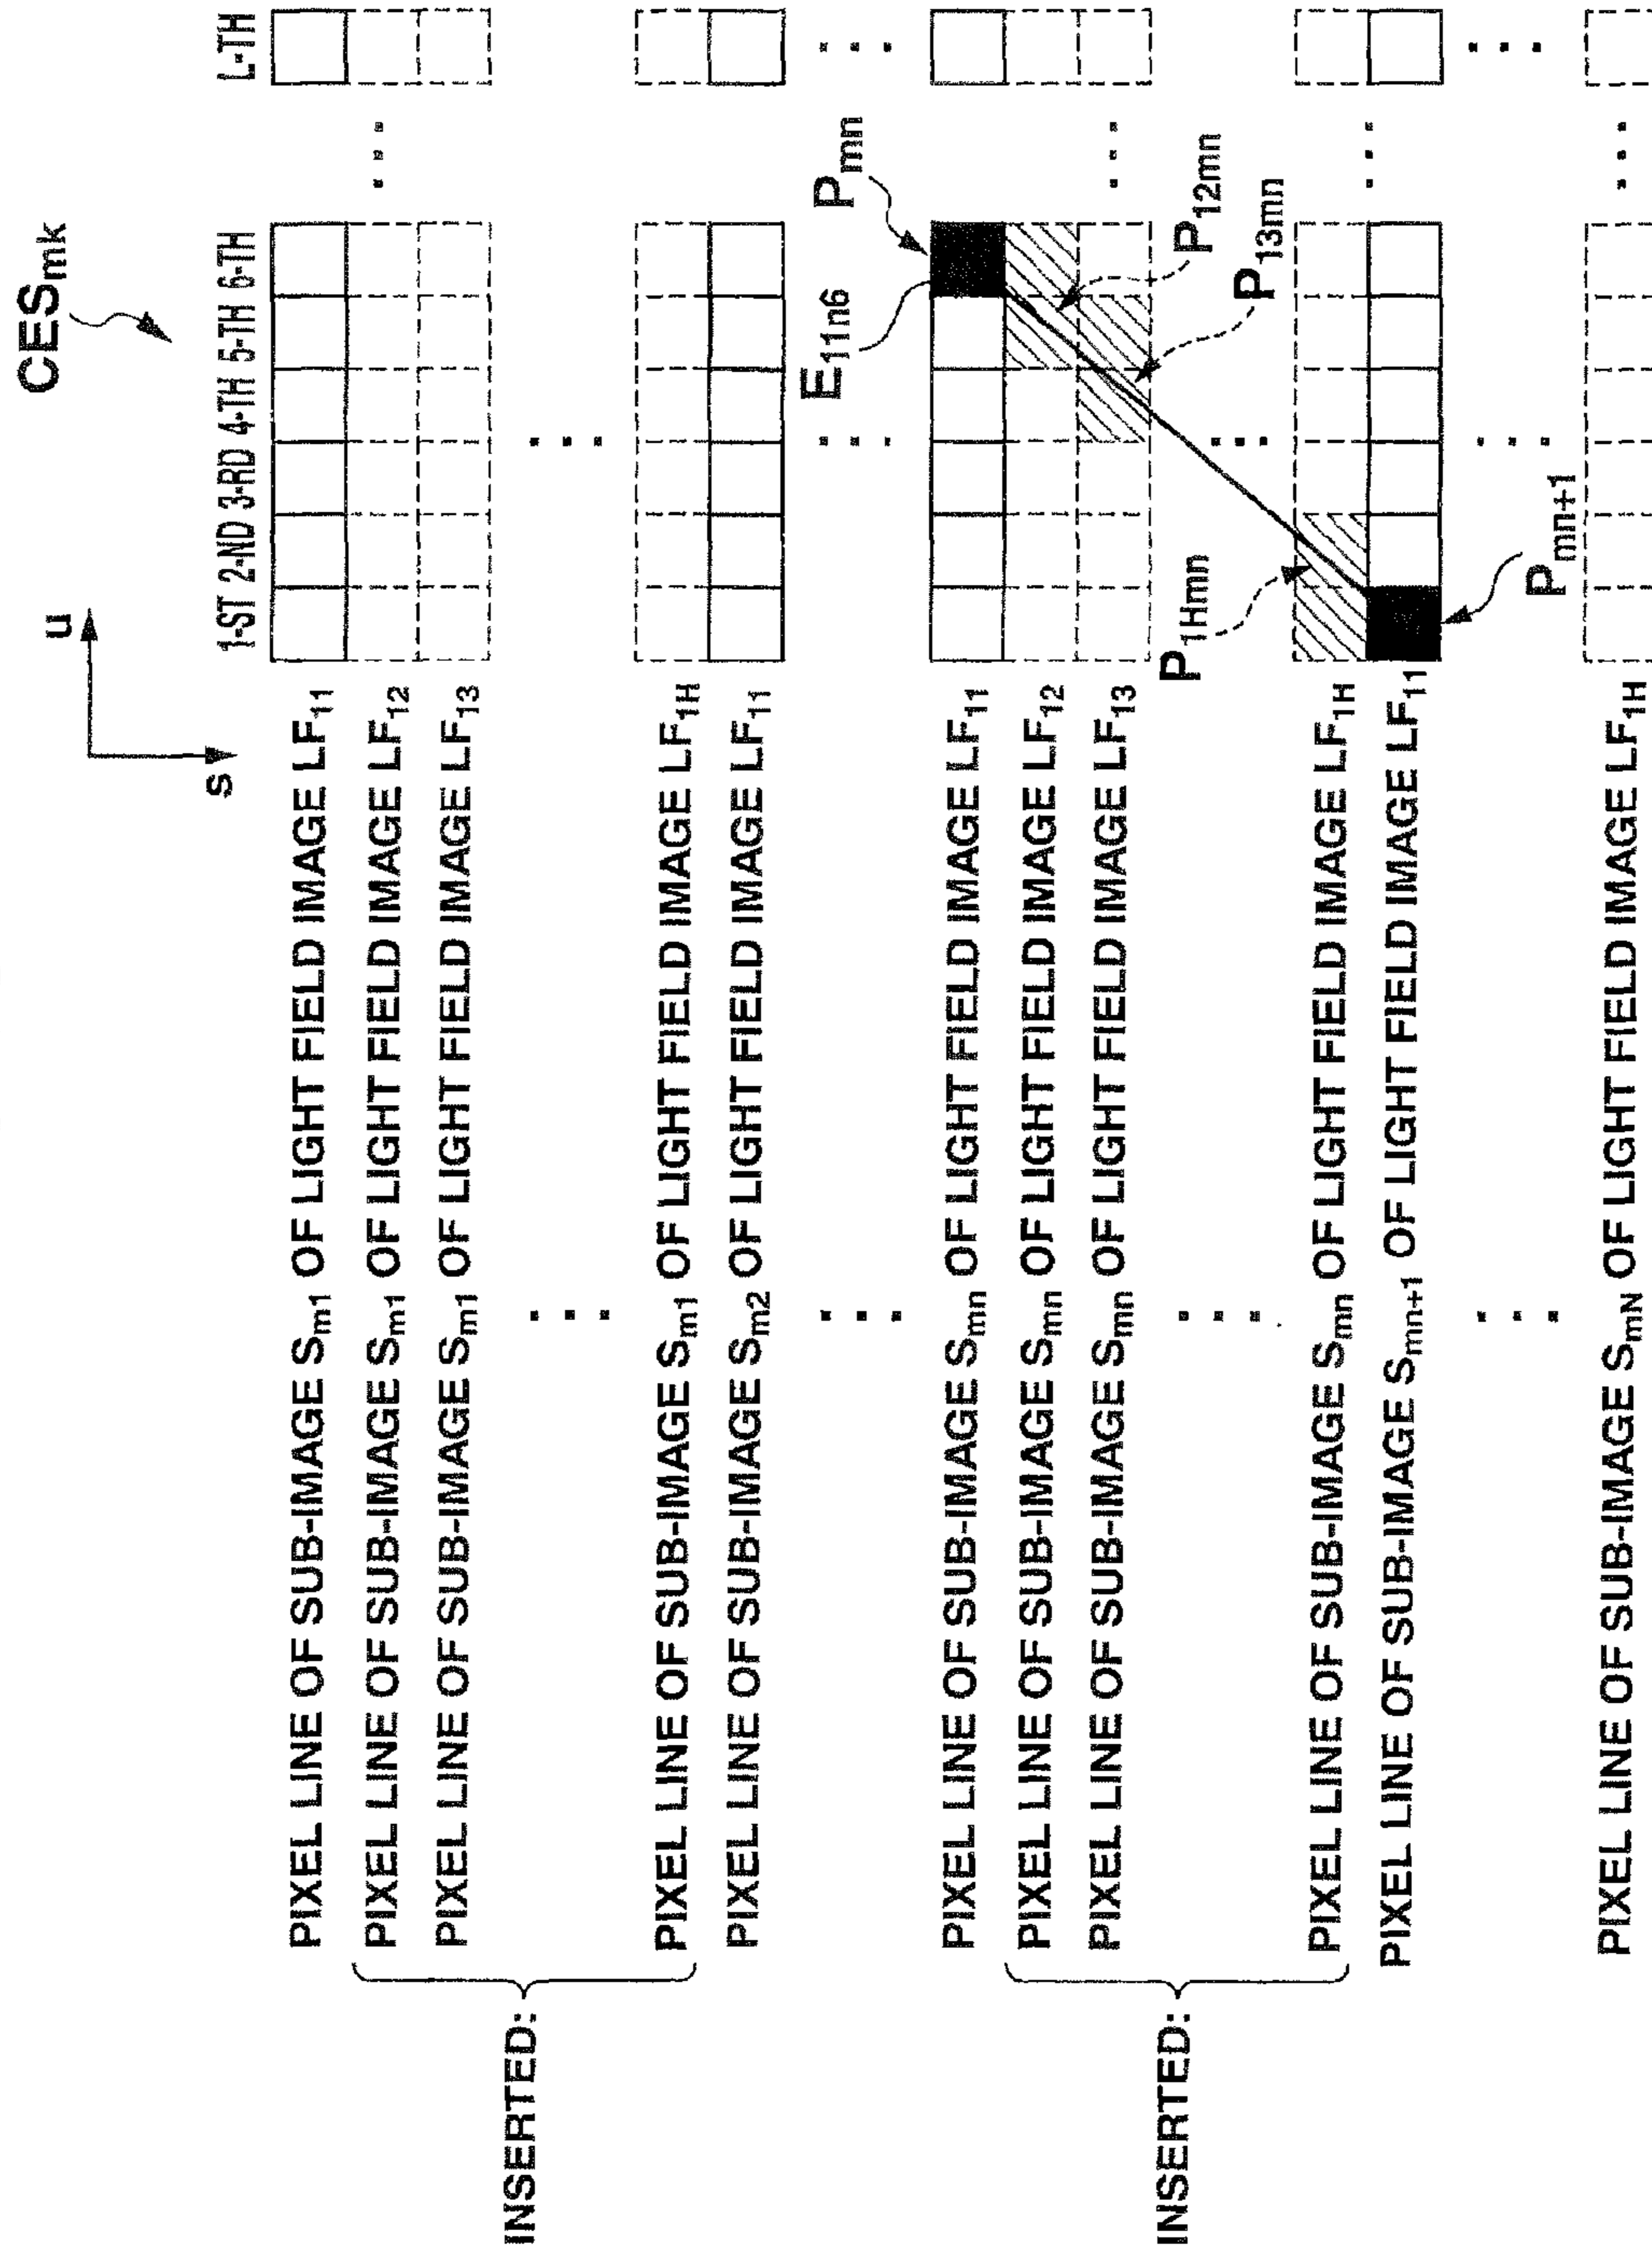 CES_mk
u
s
1-ST 2-ND 3-RD 4-TH 5-TH 6-TH L-TH
PIXEL LINE OF SUB-IMAGE S_m1 OF LIGHT FIELD IMAGE LF_11
PIXEL LINE OF SUB-IMAGE S_m1 OF LIGHT FIELD IMAGE LF_12
PIXEL LINE OF SUB-IMAGE S_m1 OF LIGHT FIELD IMAGE LF_13
INSERTED:
PIXEL LINE OF SUB-IMAGE S_m1 OF LIGHT FIELD IMAGE LF_1H
PIXEL LINE OF SUB-IMAGE S_m2 OF LIGHT FIELD IMAGE LF_11
E_11n6
P_mn
PIXEL LINE OF SUB-IMAGE S_mn OF LIGHT FIELD IMAGE LF_11
PIXEL LINE OF SUB-IMAGE S_mn OF LIGHT FIELD IMAGE LF_12
PIXEL LINE OF SUB-IMAGE S_mn OF LIGHT FIELD IMAGE LF_13
P_12mn
P_13mn
INSERTED:
P_1Hmn
PIXEL LINE OF SUB-IMAGE S_mn OF LIGHT FIELD IMAGE LF_1H
PIXEL LINE OF SUB-IMAGE S_mn+1 OF LIGHT FIELD IMAGE LF_11
P_mn+1
PIXEL LINE OF SUB-IMAGE S_mN OF LIGHT FIELD IMAGE LF_1H